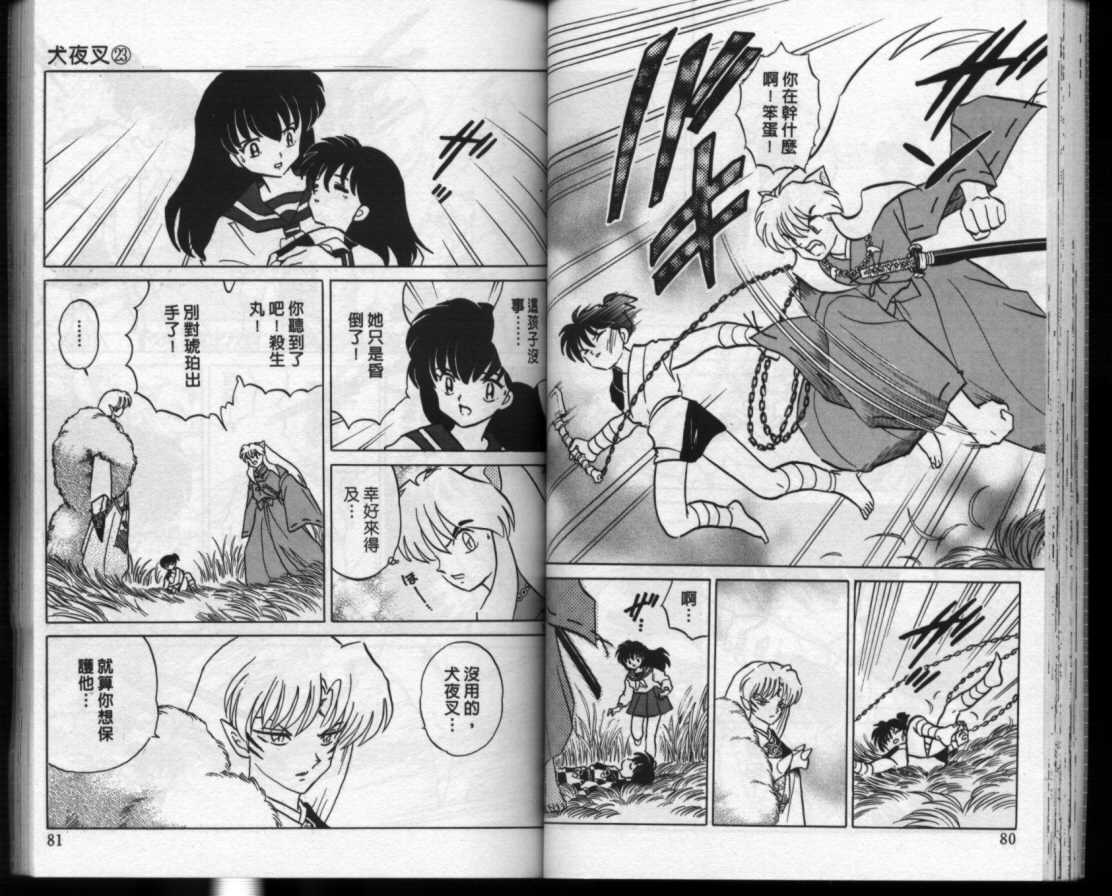 你在幹什麼
啊！笨蛋！
啊…
80
犬夜叉㉓
這孩子沒
事……
她只是昏
倒了！
你聽到了
吧！殺生
丸！
別對琥珀出
手了！
……
幸好來得
及…
ほ…
沒用的，
犬夜叉…
就算你想保
護他…
81